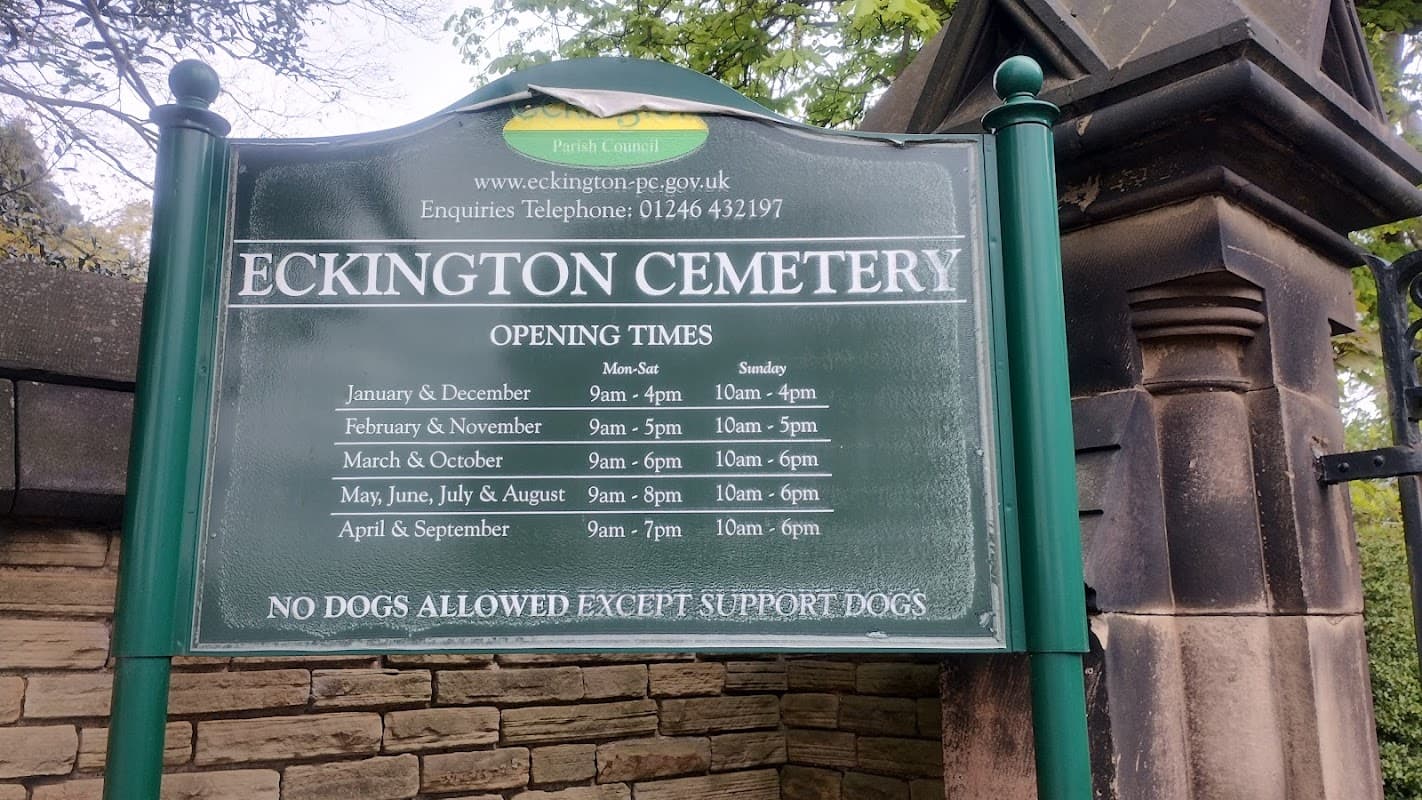 Parish Council
www.eckington-pc.gov.uk
Enquiries Telephone: 01246 432197
ECKINGTON CEMETERY
OPENING TIMES
Mon-Sat Sunday
January & December 9am - 4pm 10am - 4pm
February & November 9am - 5pm 10am - 5pm
March & October 9am - 6pm 10am - 6pm
May, June, July & August 9am - 8pm 10am - 6pm
April & September 9am - 7pm 10am - 6pm
NO DOGS ALLOWED EXCEPT SUPPORT DOGS